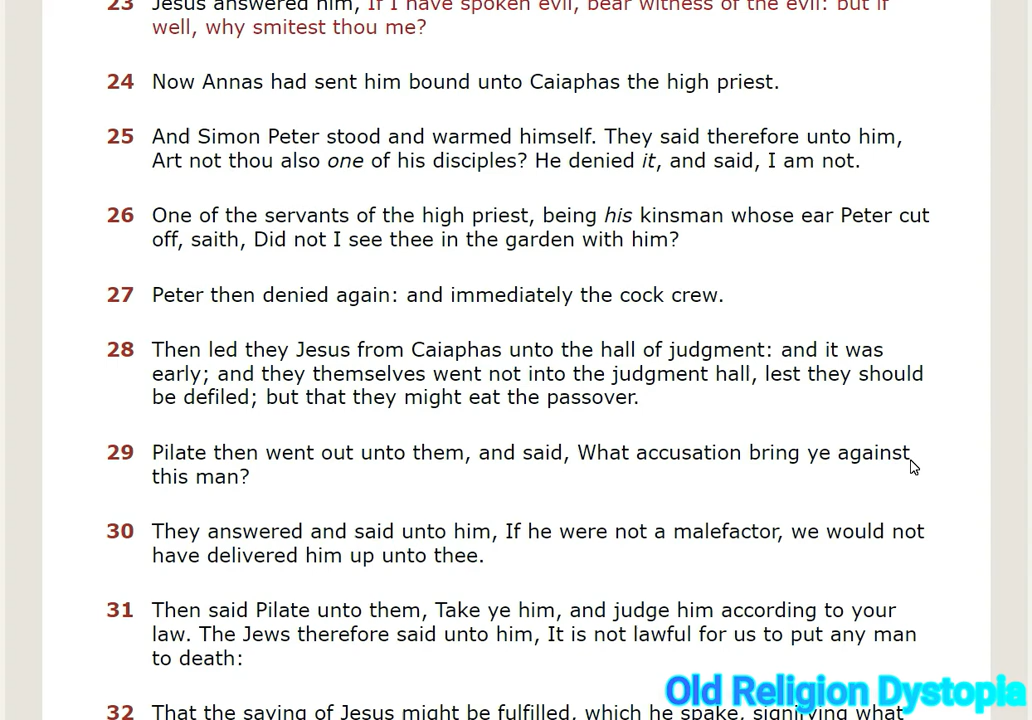 23 Jesus answered him, If I have spoken evil, bear witness of the evil: but if
well, why smitest thou me?
24 Now Annas had sent him bound unto Caiaphas the high priest.
25 And Simon Peter stood and warmed himself. They said therefore unto him,
Art not thou also one of his disciples? He denied it, and said, I am not.
26 One of the servants of the high priest, being his kinsman whose ear Peter cut
off, saith, Did not I see thee in the garden with him?
27 Peter then denied again: and immediately the cock crew.
28 Then led they Jesus from Caiaphas unto the hall of judgment: and it was
early; and they themselves went not into the judgment hall, lest they should
be defiled; but that they might eat the passover.
29 Pilate then went out unto them, and said, What accusation bring ye against
this man?
30 They answered and said unto him, If he were not a malefactor, we would not
have delivered him up unto thee.
31 Then said Pilate unto them, Take ye him, and judge him according to your
law. The Jews therefore said unto him, It is not lawful for us to put any man
to death:
32 That the saying of Jesus might be fulfilled, which he spake, signifying what
Old Religion Dystopia